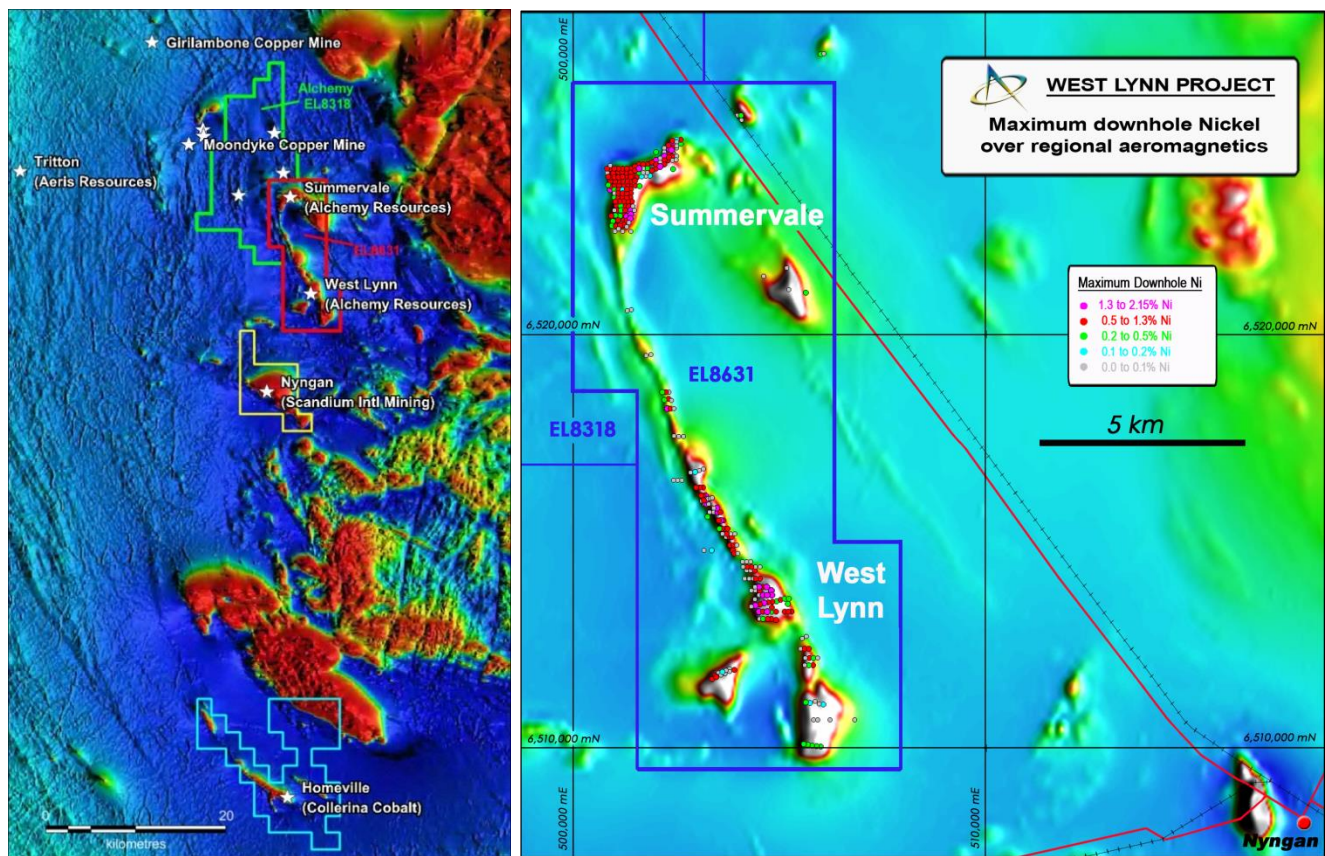 Girilambone Copper Mine
Alchemy
EL8318
Moondyke Copper Mine
Tritton
(Aeris Resources)
Summervale
(Alchemy Resources)
EL8631
West Lynn
(Alchemy Resources)
Nyngan
(Scandium Intl Mining)
Homeville
(Collerina Cobalt)
0
20
kilometres
500,000 mE
WEST LYNN PROJECT
Maximum downhole Nickel
over regional aeromagnetics
Summervale
Maximum Downhole Ni
1.3 to 2.15% Ni
0.5 to 1.3% Ni
0.2 to 0.5% Ni
0.1 to 0.2% Ni
0.0 to 0.1% Ni
6,520,000 mN
6,520,000 mN
EL8631
EL8318
5 km
West
Lynn
6,510,000 mN
6,510,000 mN
500,000 mE
510,000 mE
Nyngan